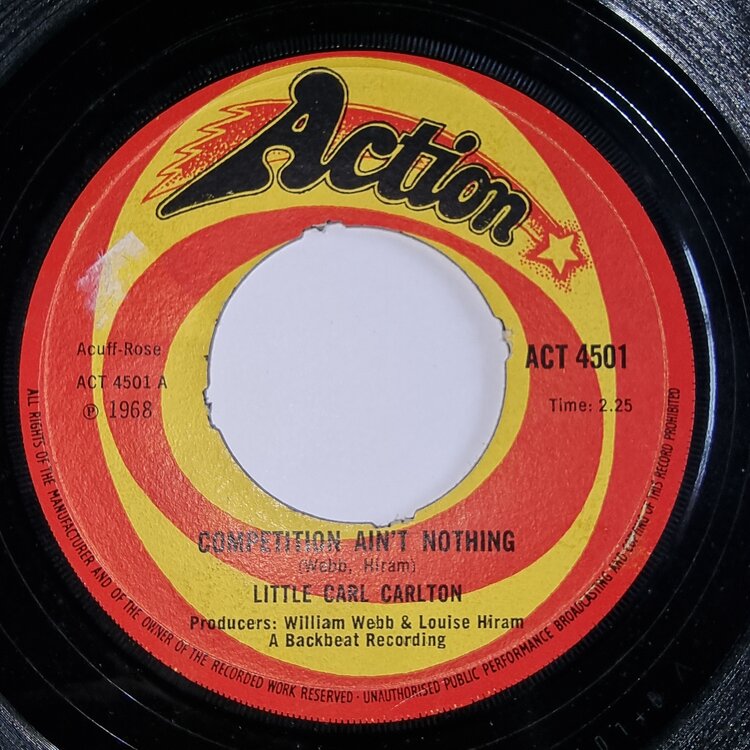 Action
Acuff-Rose
ACT 4501 A
℗ 1968
ACT 4501
Time: 2.25
COMPETITION AIN'T NOTHING
(Webb, Hiram)
LITTLE CARL CARLTON
Producers: William Webb & Louise Hiram
A Backbeat Recording
ALL RIGHTS OF THE MANUFACTURER AND OF THE OWNER OF THE RECORDED WORK RESERVED · UNAUTHORISED PUBLIC PERFORMANCE BROADCASTING AND COPYING OF THIS RECORD PROHIBITED